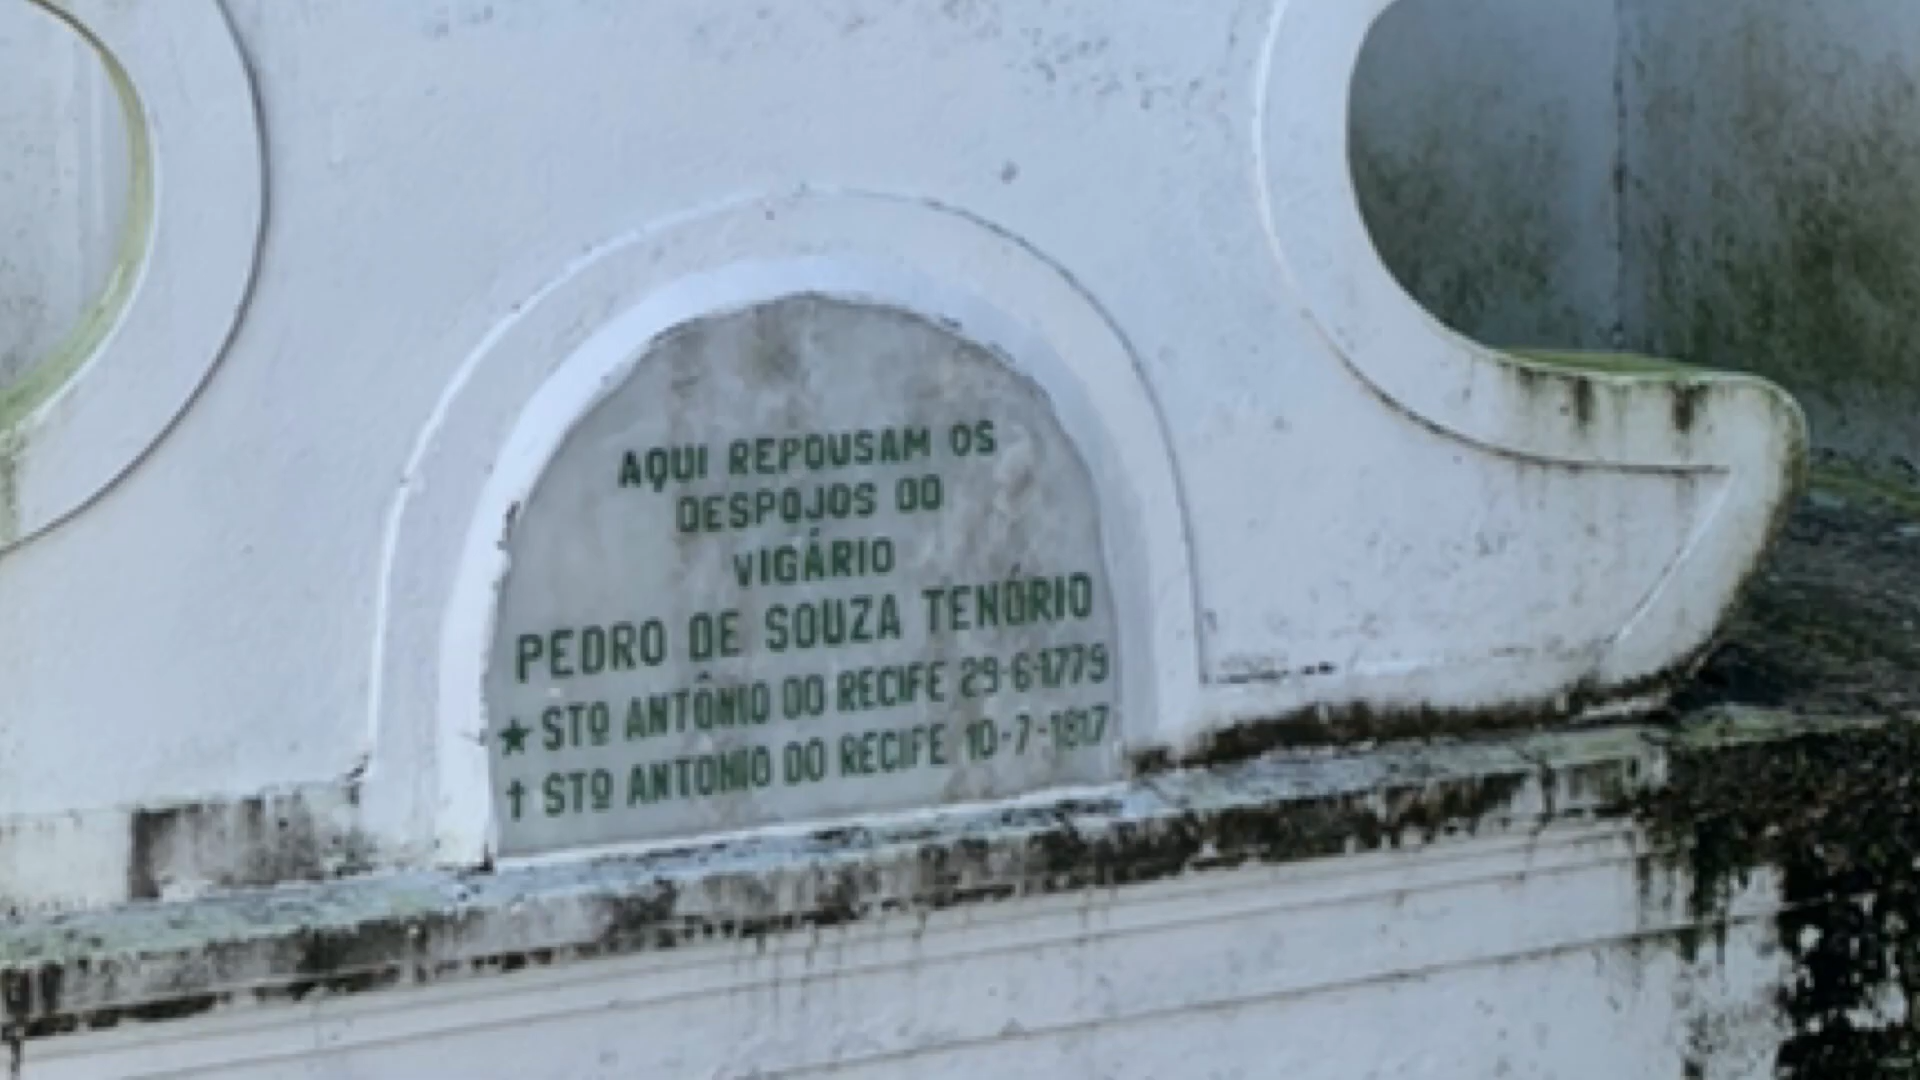 AQUI REPOUSAM OS
DESPOJOS DO
VIGÁRIO
PEDRO DE SOUZA TENÓRIO
★ STº ANTÔNIO DO RECIFE 29-6-1779
† STº ANTONIO DO RECIFE 10-7-1817